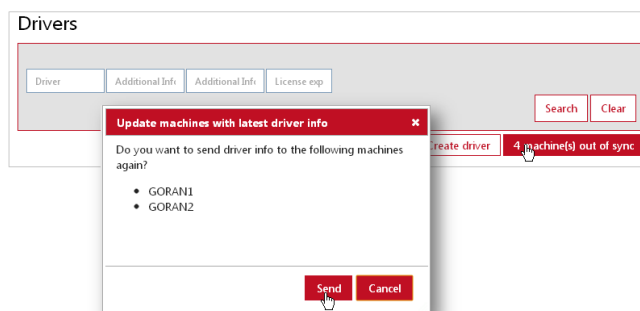 Drivers
Driver Additional Info Additional Info License exp
Search Clear
Update machines with latest driver info
Create driver 4 machine(s) out of sync
Do you want to send driver info to the following machines
again?
GORAN1
GORAN2
Send Cancel